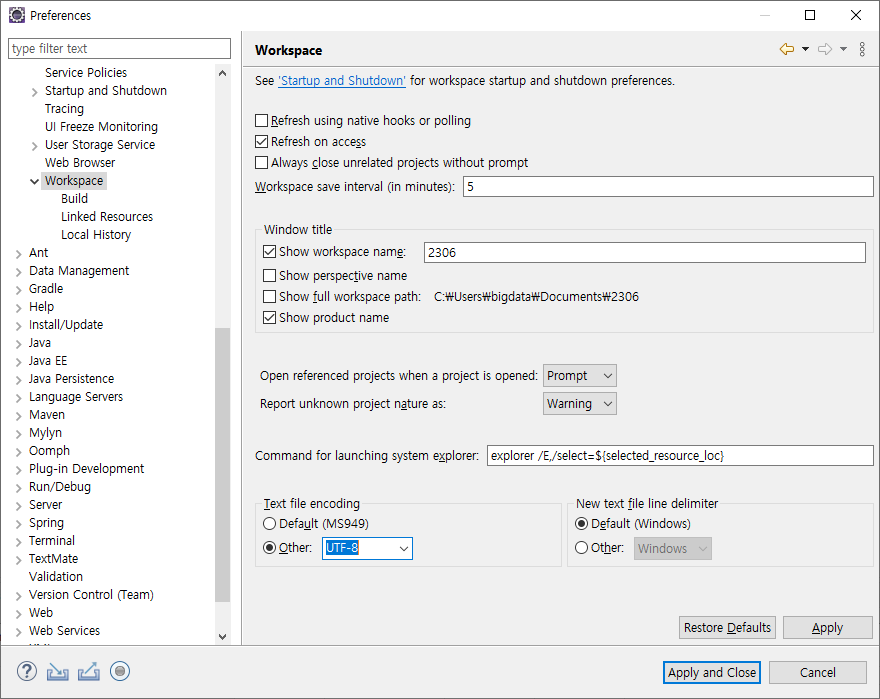 Preferences
type filter text
Service Policies
Startup and Shutdown
Tracing
UI Freeze Monitoring
User Storage Service
Web Browser
Workspace
Build
Linked Resources
Local History
Ant
Data Management
Gradle
Help
Install/Update
Java
Java EE
Java Persistence
Language Servers
Maven
Mylyn
Oomph
Plug-in Development
Run/Debug
Server
Spring
Terminal
TextMate
Validation
Version Control (Team)
Web
Web Services
Workspace
See 'Startup and Shutdown' for workspace startup and shutdown preferences.
Refresh using native hooks or polling
Refresh on access
Always close unrelated projects without prompt
Workspace save interval (in minutes): 5
Window title
Show workspace name: 2306
Show perspective name
Show full workspace path: C:₩Users₩bigdata₩Documents₩2306
Show product name
Open referenced projects when a project is opened: Prompt
Report unknown project nature as: Warning
Command for launching system explorer: explorer /E,/select=${selected_resource_loc}
Text file encoding
Default (MS949)
Other: UTF-8
New text file line delimiter
Default (Windows)
Other: Windows
Restore Defaults Apply
? Apply and Close Cancel